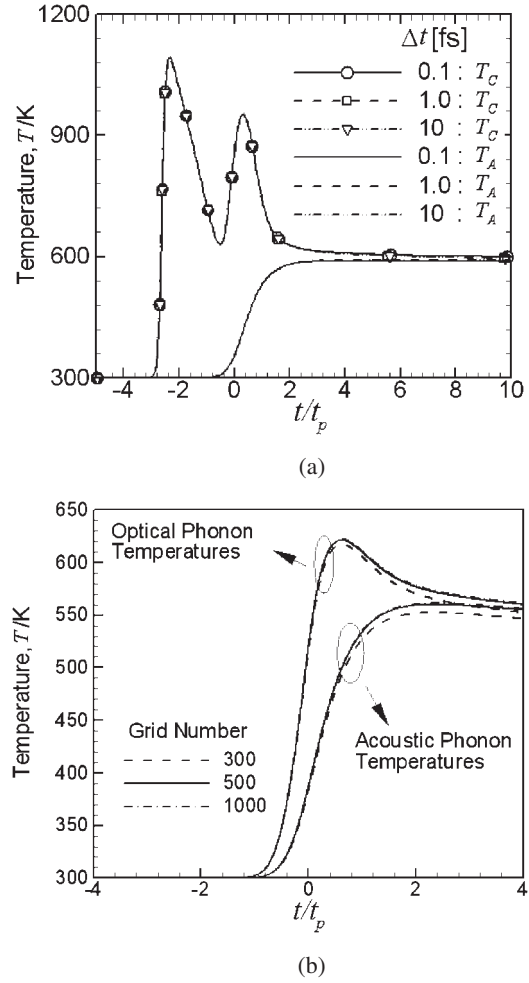 1200
900
600
300
Temperature, T/K
Δt [fs]
0.1 : T_C
1.0 : T_C
10 : T_C
0.1 : T_A
1.0 : T_A
10 : T_A
-4 -2 0 2 4 6 8 10
t/t_p
(a)
650
600
550
500
450
400
350
300
Temperature, T/K
Optical Phonon
Temperatures
Acoustic Phonon
Temperatures
Grid Number
300
500
1000
-4 -2 0 2 4
t/t_p
(b)